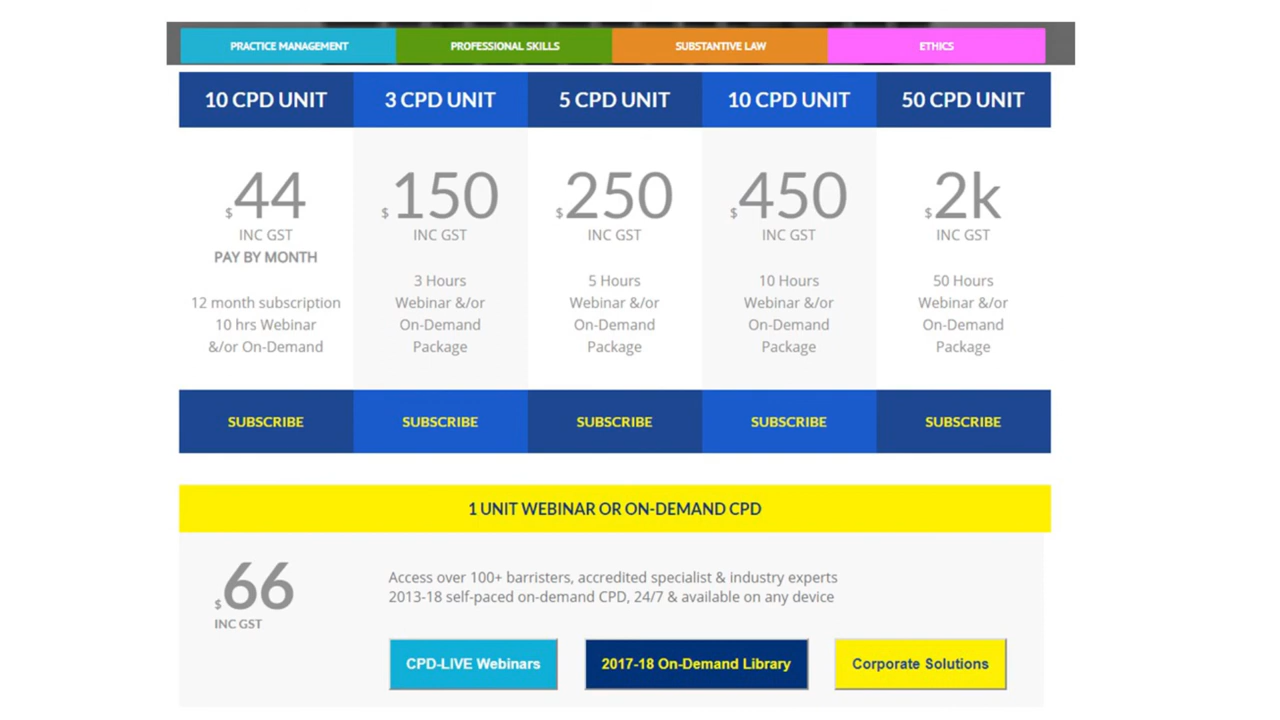 PRACTICE MANAGEMENT
PROFESSIONAL SKILLS
SUBSTANTIVE LAW
ETHICS
10 CPD UNIT
$44
INC GST
PAY BY MONTH
12 month subscription
10 hrs Webinar
&/or On-Demand
SUBSCRIBE
3 CPD UNIT
$150
INC GST
3 Hours
Webinar &/or
On-Demand
Package
SUBSCRIBE
5 CPD UNIT
$250
INC GST
5 Hours
Webinar &/or
On-Demand
Package
SUBSCRIBE
10 CPD UNIT
$450
INC GST
10 Hours
Webinar &/or
On-Demand
Package
SUBSCRIBE
50 CPD UNIT
$2k
INC GST
50 Hours
Webinar &/or
On-Demand
Package
SUBSCRIBE
1 UNIT WEBINAR OR ON-DEMAND CPD
$66
INC GST
Access over 100+ barristers, accredited specialist & industry experts
2013-18 self-paced on-demand CPD, 24/7 & available on any device
CPD-LIVE Webinars
2017-18 On-Demand Library
Corporate Solutions